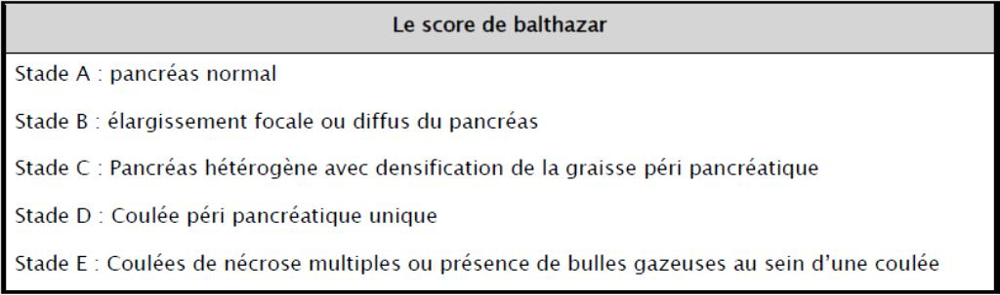 Le score de balthazar
Stade A : pancréas normal
Stade B : élargissement focale ou diffus du pancréas
Stade C : Pancréas hétérogène avec densification de la graisse péri pancréatique
Stade D : Coulée péri pancréatique unique
Stade E : Coulées de nécrose multiples ou présence de bulles gazeuses au sein d’une coulée